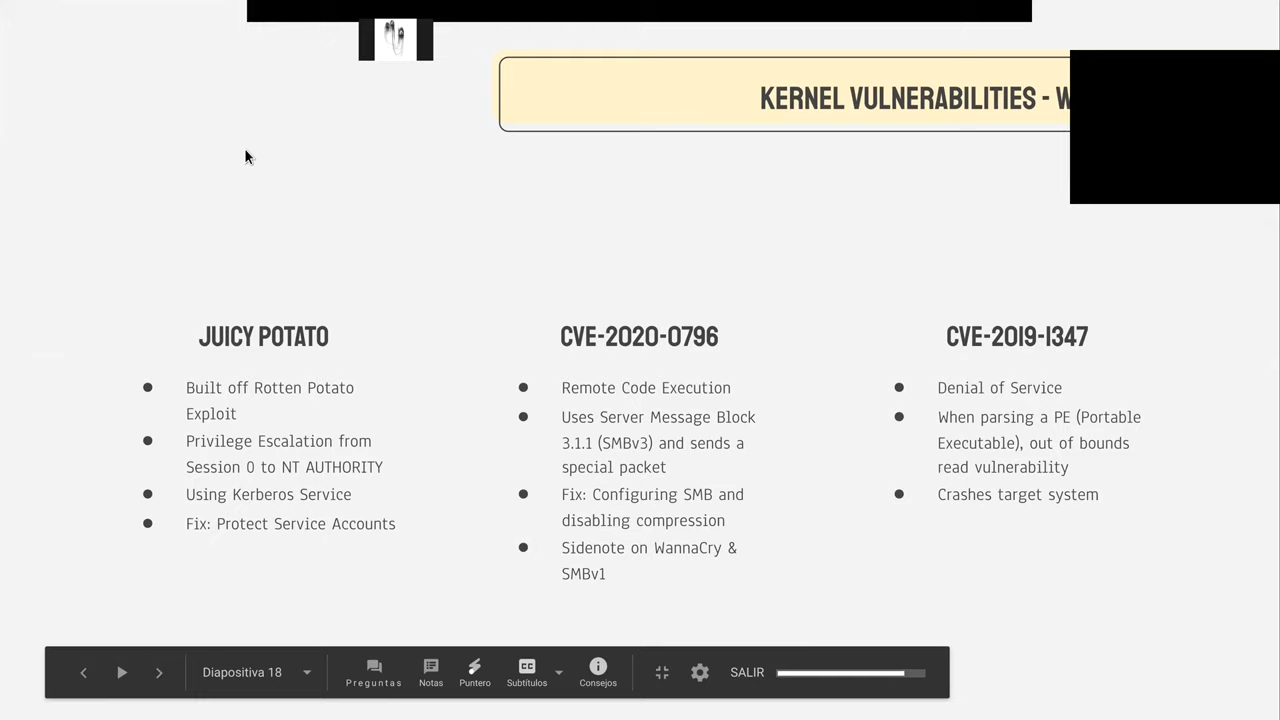 KERNEL VULNERABILITIES - W
JUICY POTATO
Built off Rotten Potato
Exploit
Privilege Escalation from
Session 0 to NT AUTHORITY
Using Kerberos Service
Fix: Protect Service Accounts
CVE-2020-0796
Remote Code Execution
Uses Server Message Block
3.1.1 (SMBv3) and sends a
special packet
Fix: Configuring SMB and
disabling compression
Sidenote on WannaCry &
SMBv1
CVE-2019-1347
Denial of Service
When parsing a PE (Portable
Executable), out of bounds
read vulnerability
Crashes target system
Diapositiva 18
Preguntas
Notas
Puntero
CC
Subtítulos
Consejos
SALIR